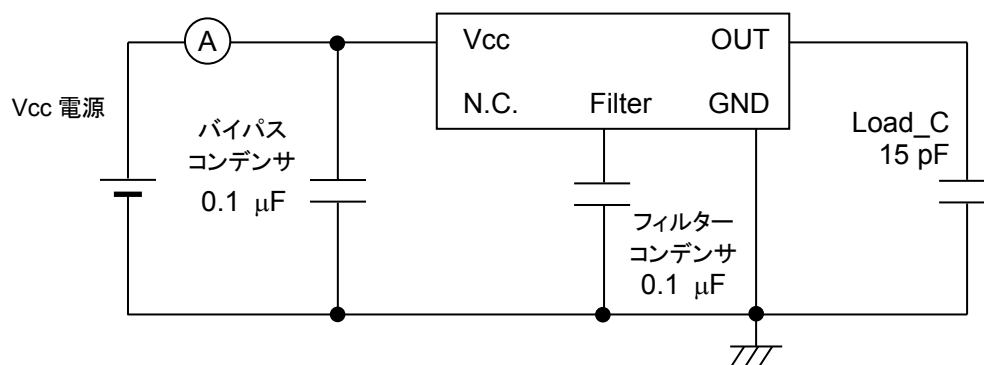 A
Vcc
OUT
N.C.
Filter
GND
Vcc 電源
バイパス
コンデンサ
0.1 μF
フィルター
コンデンサ
0.1 μF
Load_C
15 pF